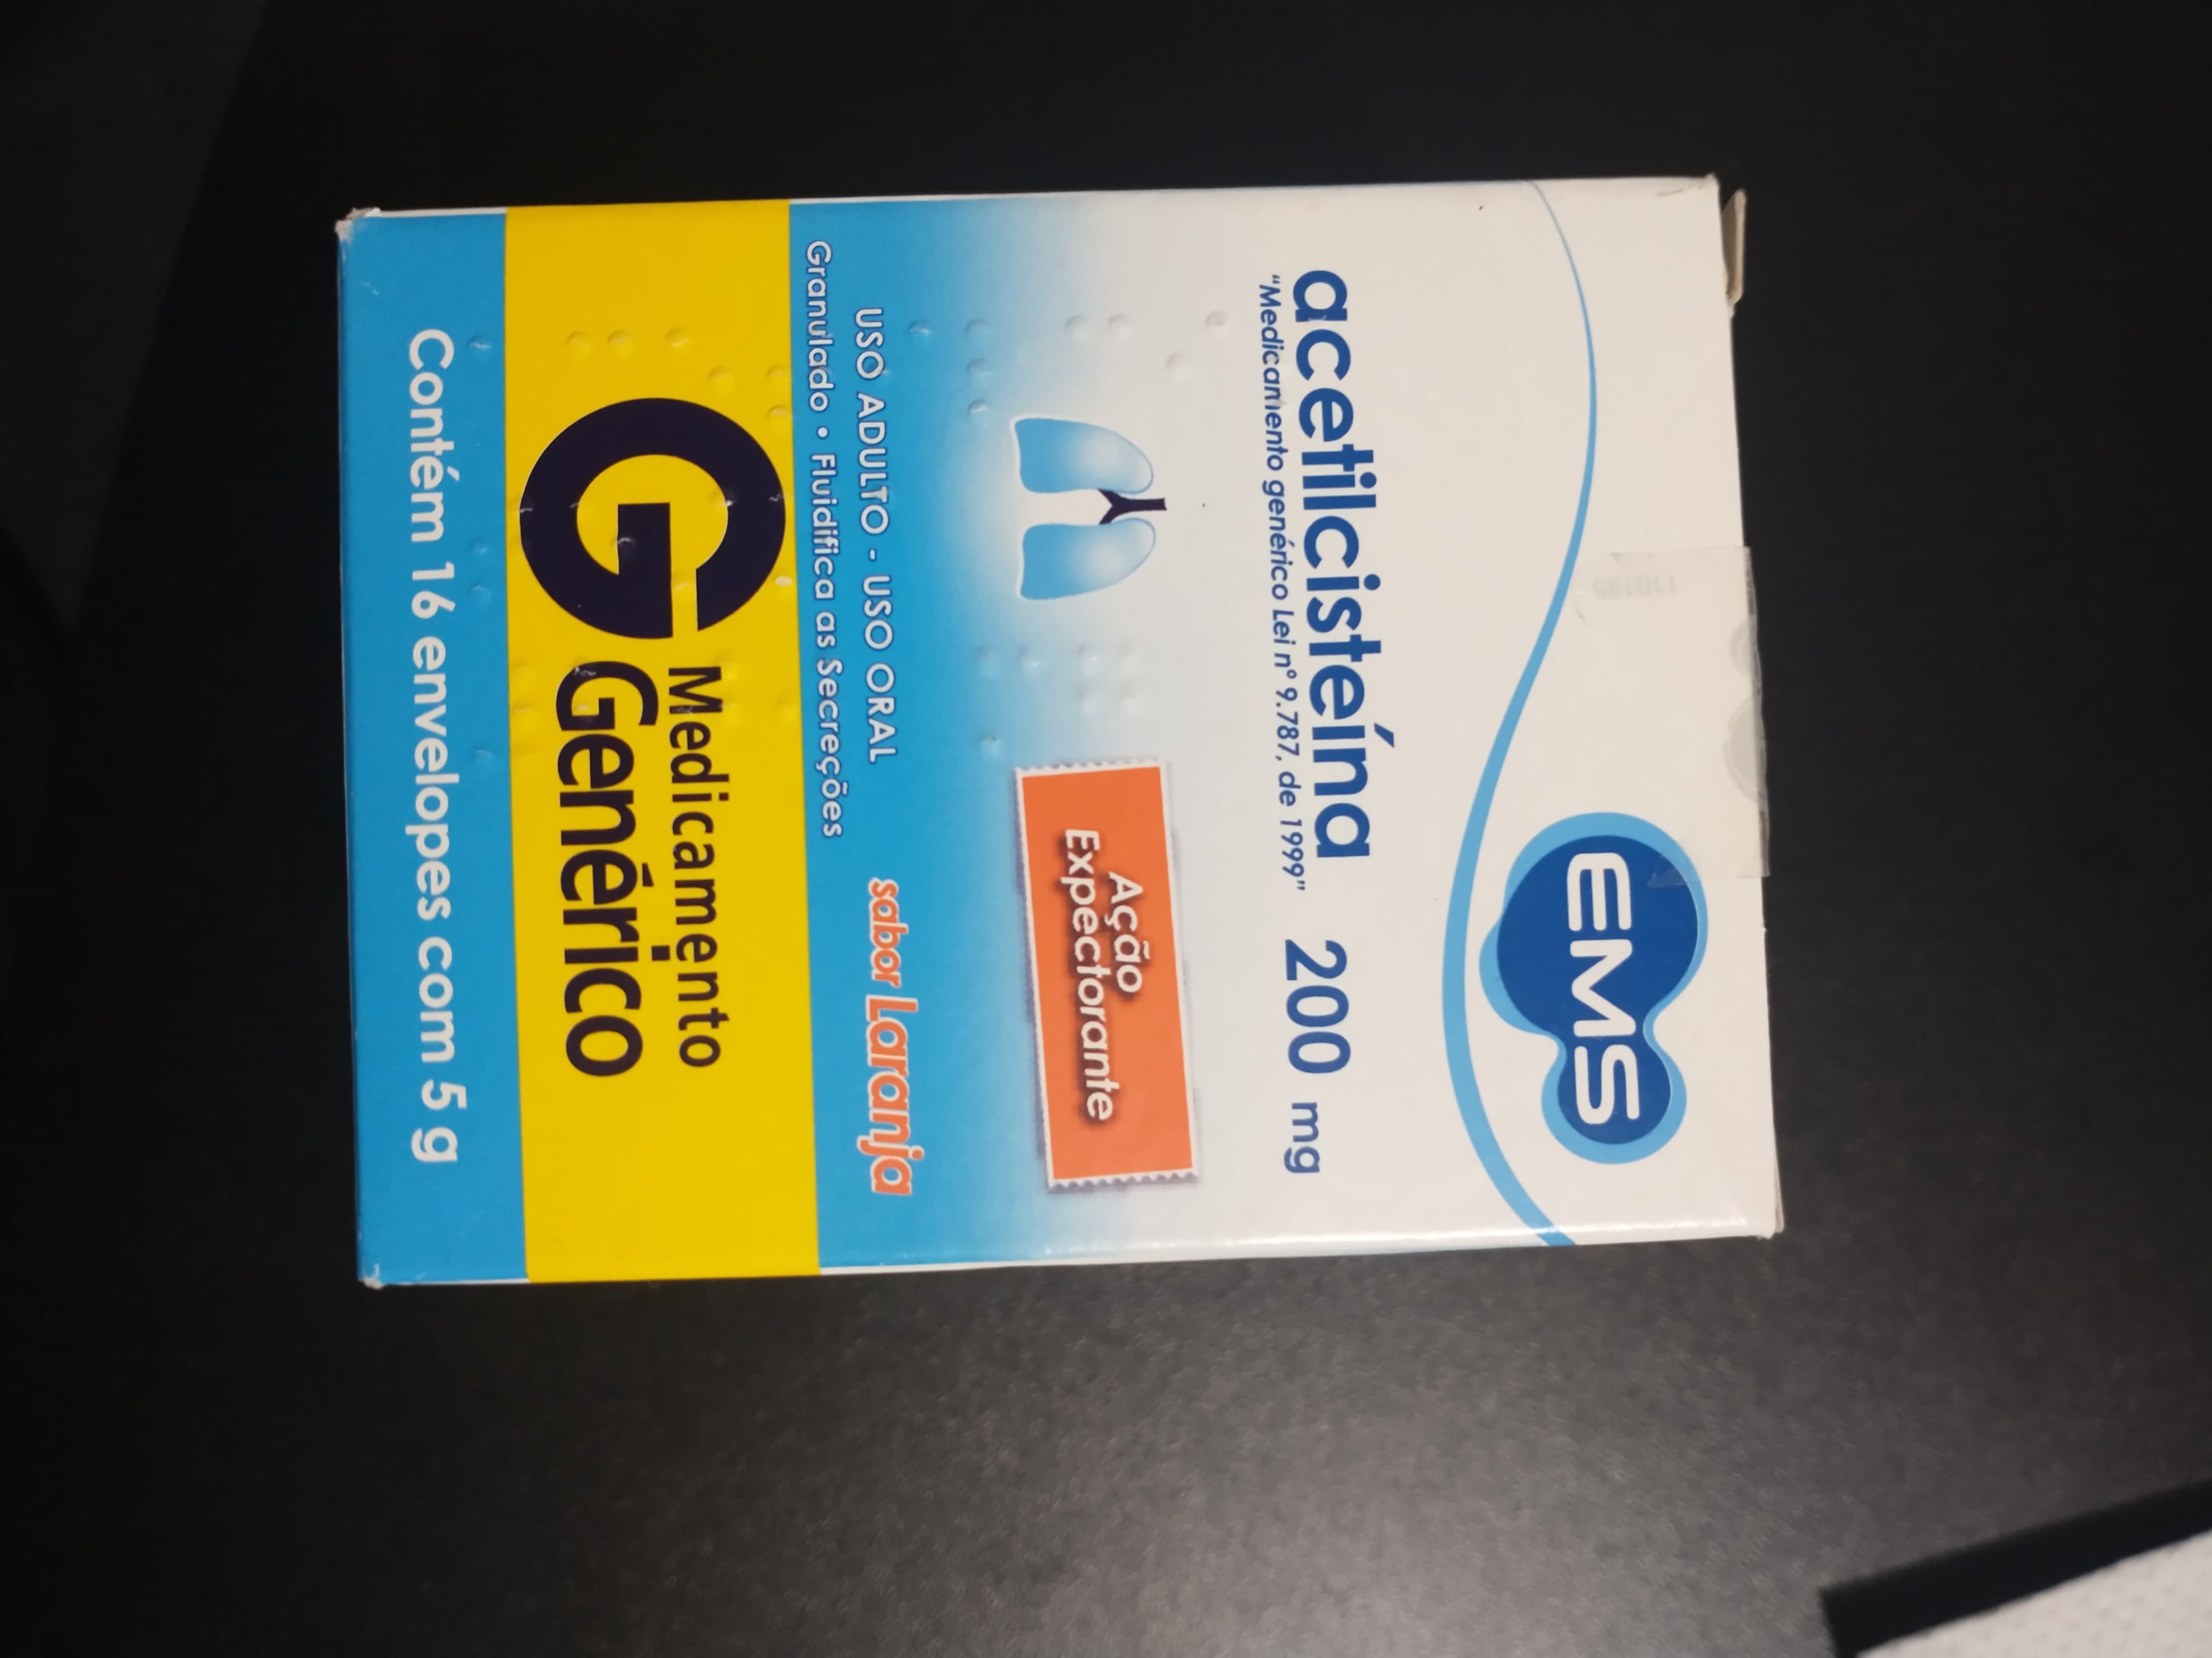 EMS
acetilcisteína 200 mg
“Medicamento genérico Lei nº 9.787, de 1999”
Ação
Expectorante
sabor Laranja
USO ADULTO - USO ORAL
Granulado • Fluidifica as Secreções
G Medicamento
Genérico
Contém 16 envelopes com 5 g